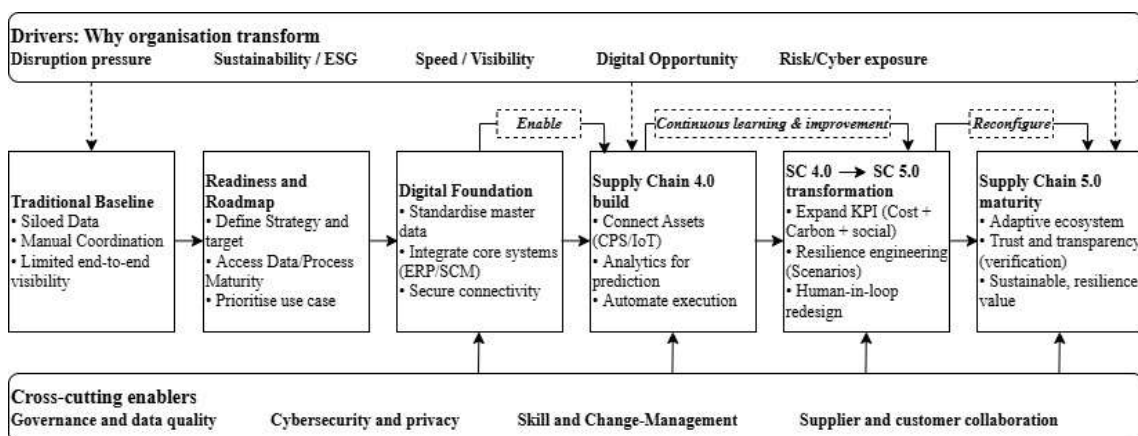 Drivers: Why organisation transform
Disruption pressure Sustainability / ESG Speed / Visibility Digital Opportunity Risk/Cyber exposure
Enable
Continuous learning & improvement
Reconfigure
Traditional Baseline
• Siloed Data
• Manual Coordination
• Limited end-to-end
visibility
Readiness and
Roadmap
• Define Strategy and
target
• Access Data/Process
Maturity
• Prioritise use case
Digital Foundation
• Standardise master
data
• Integrate core systems
(ERP/SCM)
• Secure connectivity
Supply Chain 4.0
build
• Connect Assets
(CPS/IoT)
• Analytics for
prediction
• Automate execution
SC 4.0 → SC 5.0
transformation
• Expand KPI (Cost +
Carbon + social)
• Resilience engineering
(Scenarios)
• Human-in-loop
redesign
Supply Chain 5.0
maturity
• Adaptive ecosystem
• Trust and transparency
(verification)
• Sustainable, resilience
value
Cross-cutting enablers
Governance and data quality Cybersecurity and privacy Skill and Change-Management Supplier and customer collaboration